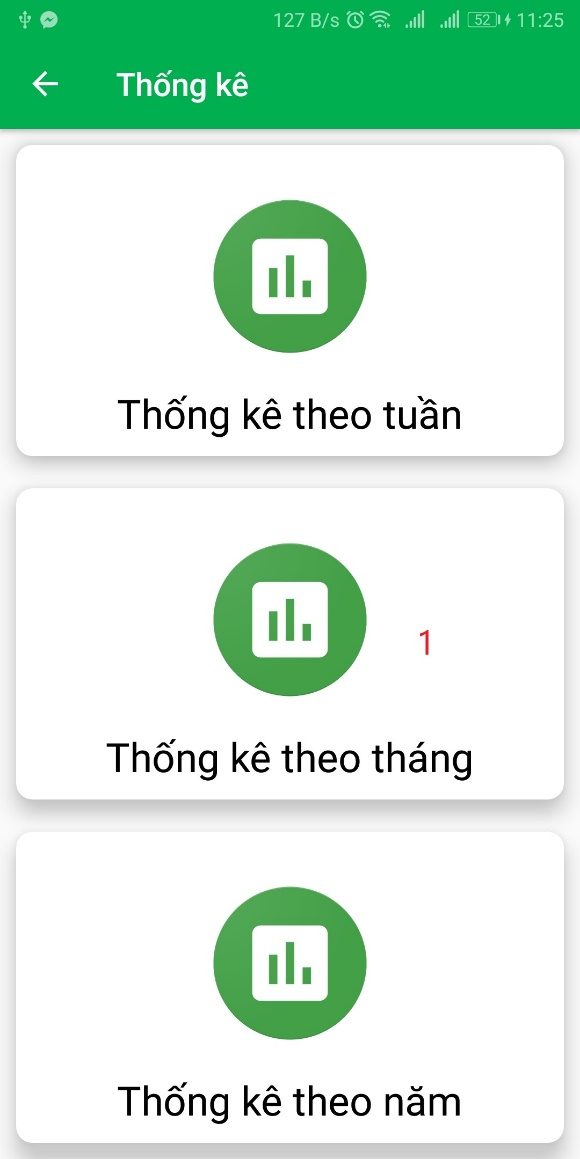 127 B/s 52 11:25
Thống kê
Thống kê theo tuần
1
Thống kê theo tháng
Thống kê theo năm